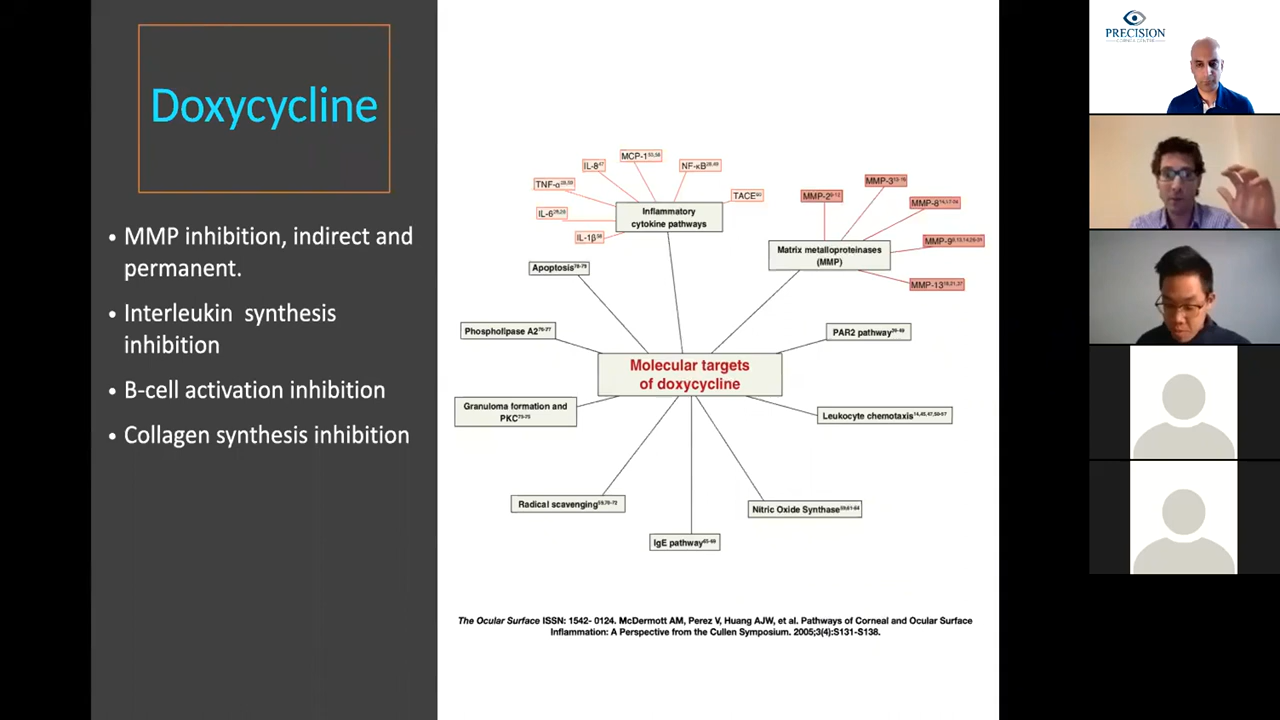 Doxycycline
• MMP inhibition, indirect and
permanent.
• Interleukin synthesis
inhibition
• B-cell activation inhibition
• Collagen synthesis inhibition
MCP-1
IL-8
NF-κB
TNF-α
TACE
IL-6
IL-1β
Inflammatory
cytokine pathways
MMP-3
MMP-2
MMP-8
MMP-9
MMP-13
Matrix metalloproteinases
(MMP)
Apoptosis
Phospholipase A2
PAR2 pathway
Molecular targets
of doxycycline
Granuloma formation and
PKC
Leukocyte chemotaxis
Radical scavenging
Nitric Oxide Synthase
IgE pathway
The Ocular Surface ISSN: 1542- 0124. McDermott AM, Perez V, Huang AJW, et al. Pathways of Corneal and Ocular Surface
Inflammation: A Perspective from the Cullen Symposium. 2005;3(4):S131-S138.
PRECISION